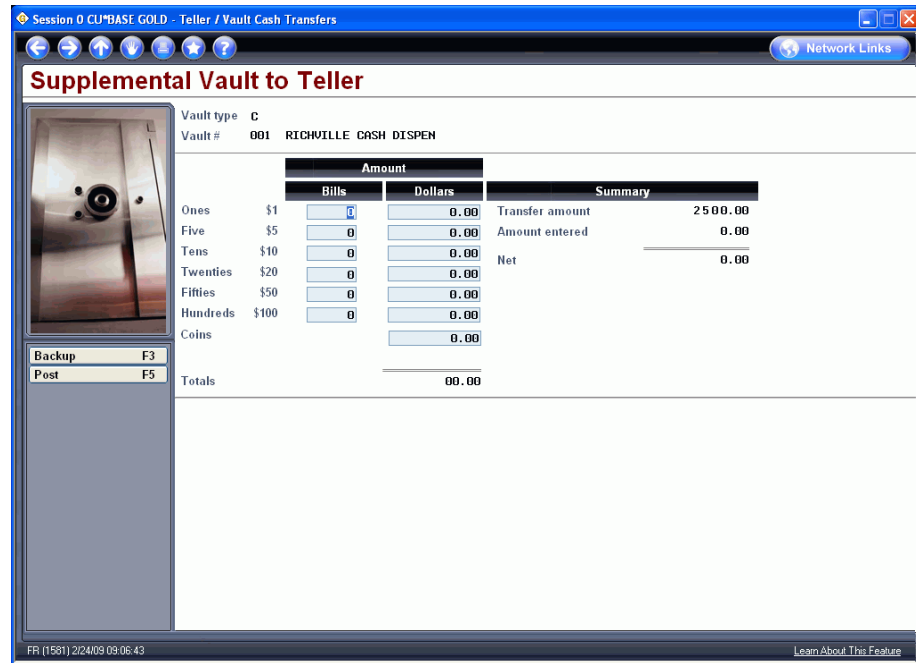 Session 0 CU*BASE GOLD - Teller / Vault Cash Transfers
Network Links
Supplemental Vault to Teller
Vault type C
Vault # 001 RICHVILLE CASH DISPEN
Amount
Bills Dollars Summary
Ones $1 0 0.00 Transfer amount 2500.00
Five $5 0 0.00 Amount entered 0.00
Tens $10 0 0.00
Net 0.00
Twenties $20 0 0.00
Fifties $50 0 0.00
Hundreds $100 0 0.00
Coins 0.00
Backup F3
Post F5
Totals 00.00
FR (1581) 2/24/09 09:06:43 Learn About This Feature